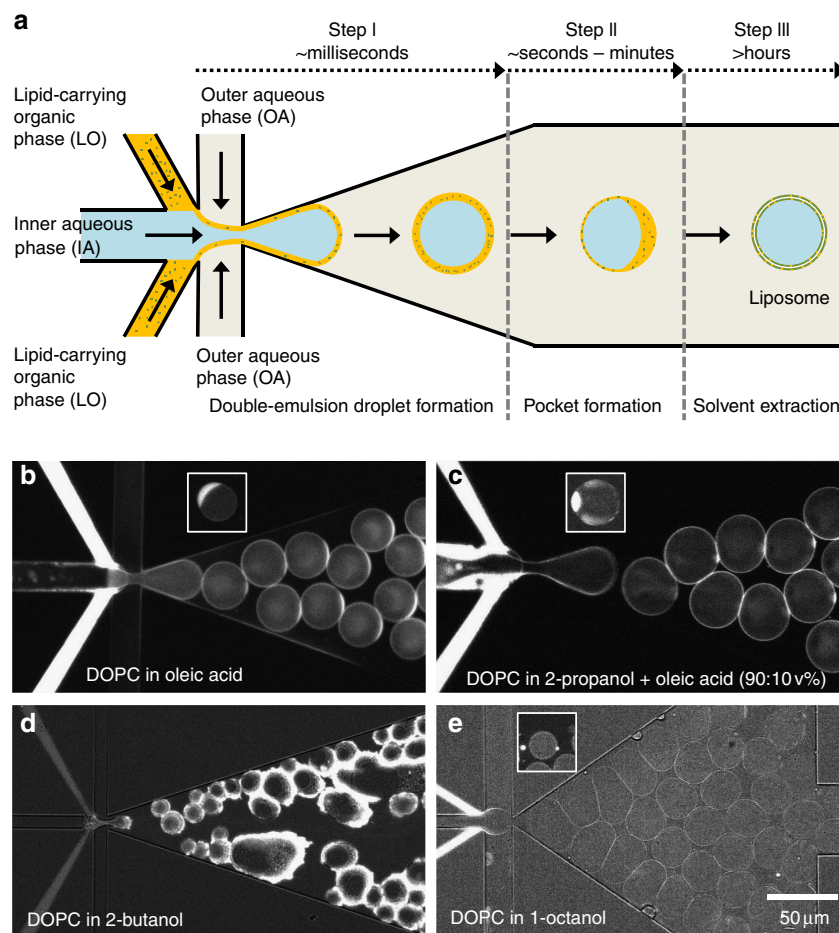 a
Step I
~milliseconds
Step II
~seconds – minutes
Step III
>hours
Lipid-carrying
organic
phase (LO)
Outer aqueous
phase (OA)
Inner aqueous
phase (IA)
Liposome
Lipid-carrying
organic
phase (LO)
Outer aqueous
phase (OA)
Double-emulsion droplet formation
Pocket formation
Solvent extraction
b
DOPC in oleic acid
c
DOPC in 2-propanol + oleic acid (90:10 v%)
d
DOPC in 2-butanol
e
DOPC in 1-octanol
50 μm